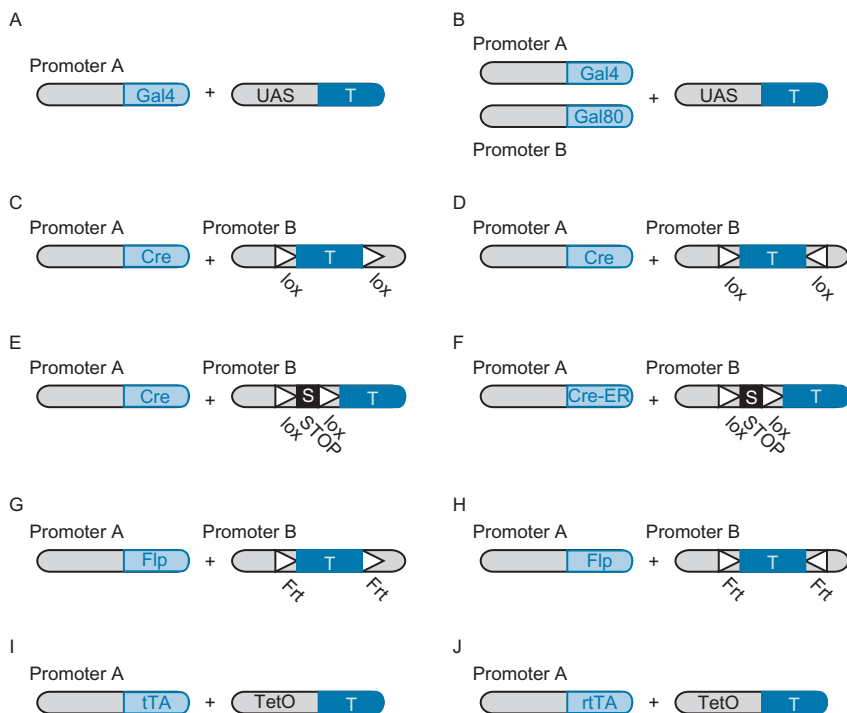 A
Promoter A
Gal4 + UAS T
B
Promoter A
Gal4
Gal80 + UAS T
Promoter B
C
Promoter A Promoter B
Cre + T
lox lox
D
Promoter A Promoter B
Cre + T
lox lox
E
Promoter A Promoter B
Cre + S T
lox STOP lox
F
Promoter A Promoter B
Cre-ER + S T
lox STOP lox
G
Promoter A Promoter B
Flp + T
Frt Frt
H
Promoter A Promoter B
Flp + T
Frt Frt
I
Promoter A
tTA + TetO T
J
Promoter A
rtTA + TetO T